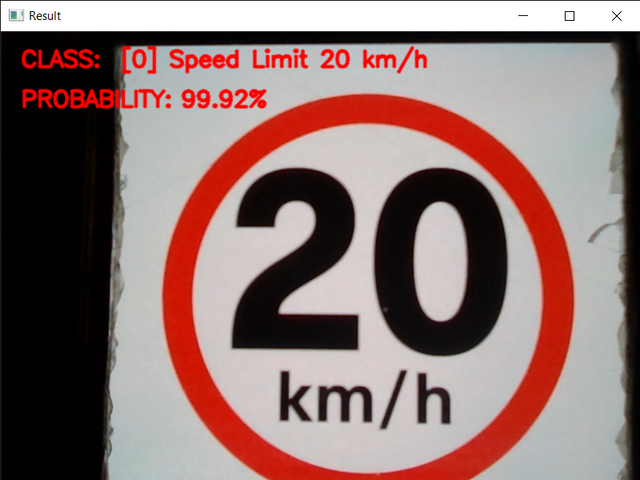 Result
CLASS: [0] Speed Limit 20 km/h
PROBABILITY: 99.92%
20
km/h